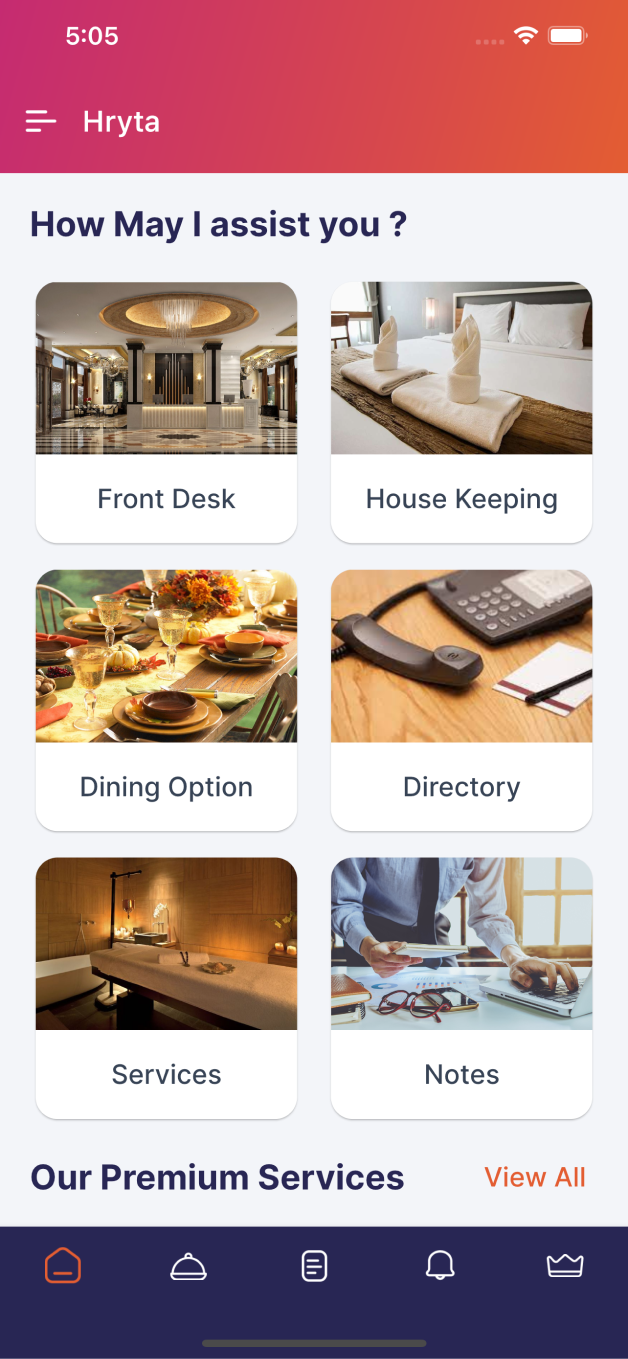 5:05
Hryta
How May I assist you ?
Front Desk
House Keeping
Dining Option
Directory
Services
Notes
Our Premium Services
View All